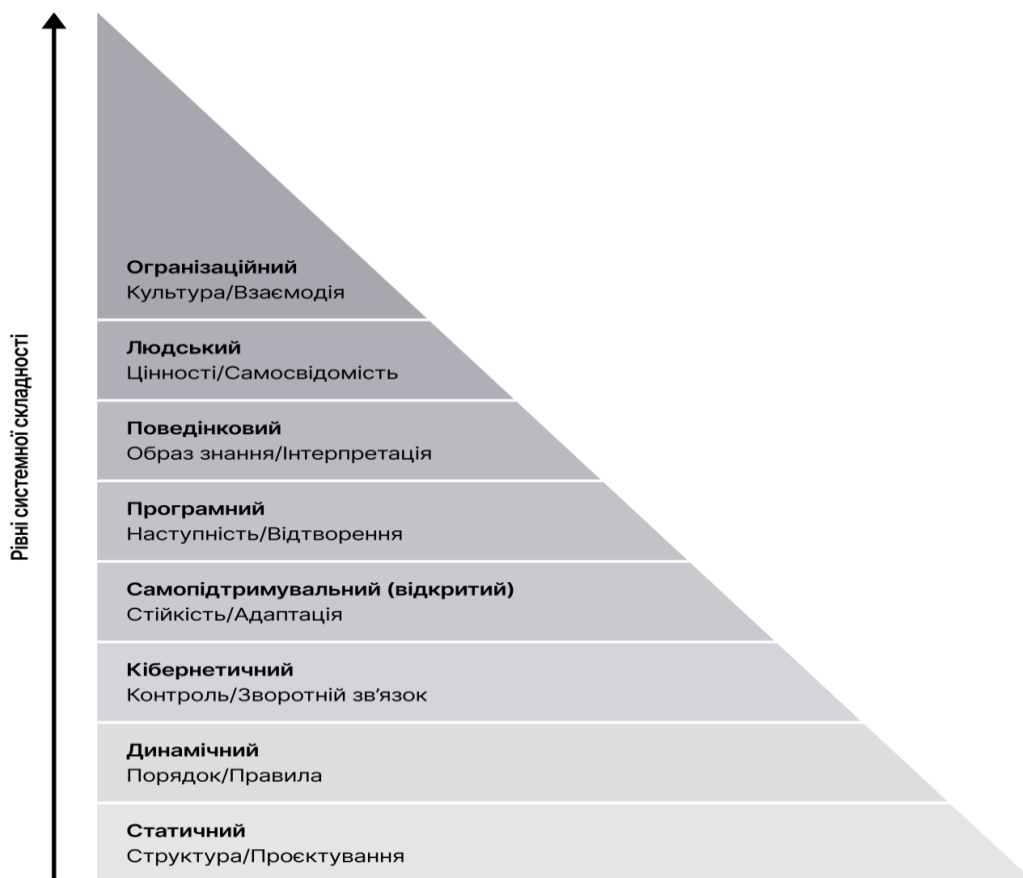 Огранізаційний
Культура/Взаємодія
Людський
Цінності/Самосвідомість
Поведінковий
Образ знання/Інтерпретація
Програмний
Наступність/Відтворення
Самопідтримувальний (відкритий)
Стійкість/Адаптація
Кібернетичний
Контроль/Зворотній зв’язок
Динамічний
Порядок/Правила
Статичний
Структура/Проєктування
Рівні системної складності